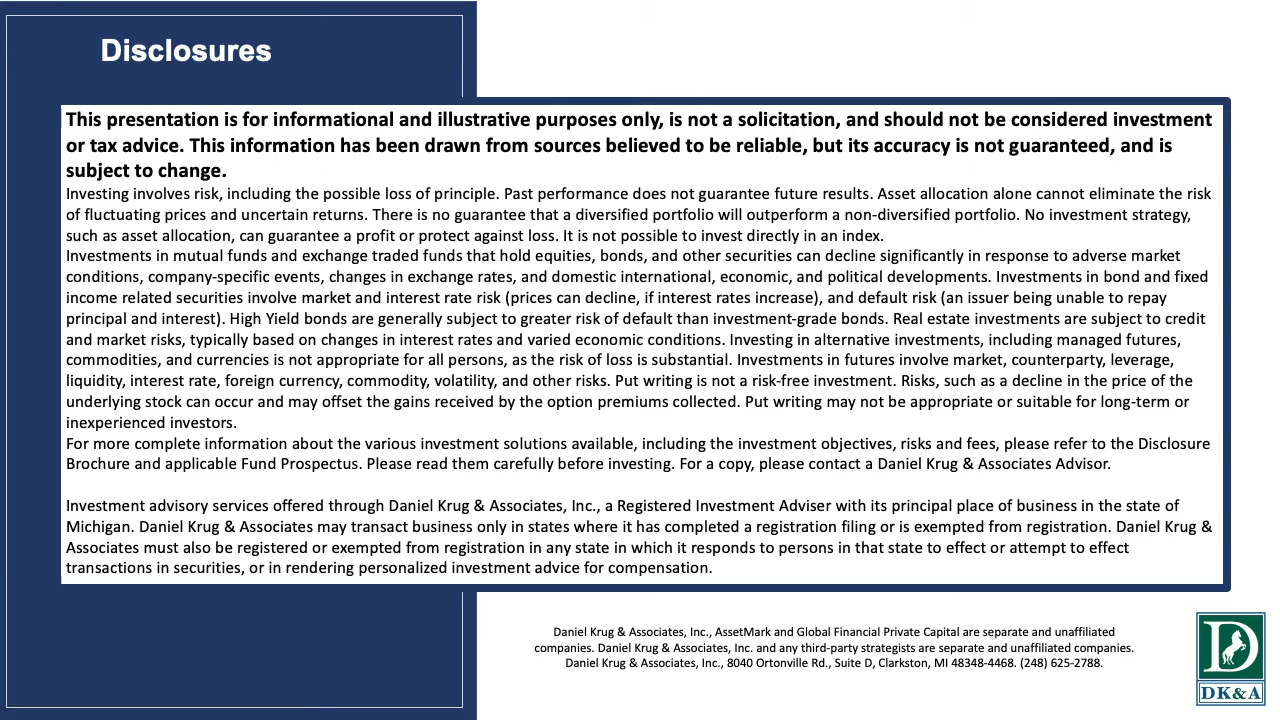 Disclosures
This presentation is for informational and illustrative purposes only, is not a solicitation, and should not be considered investment
or tax advice. This information has been drawn from sources believed to be reliable, but its accuracy is not guaranteed, and is
subject to change.
Investing involves risk, including the possible loss of principle. Past performance does not guarantee future results. Asset allocation alone cannot eliminate the risk
of fluctuating prices and uncertain returns. There is no guarantee that a diversified portfolio will outperform a non-diversified portfolio. No investment strategy,
such as asset allocation, can guarantee a profit or protect against loss. It is not possible to invest directly in an index.
Investments in mutual funds and exchange traded funds that hold equities, bonds, and other securities can decline significantly in response to adverse market
conditions, company-specific events, changes in exchange rates, and domestic international, economic, and political developments. Investments in bond and fixed
income related securities involve market and interest rate risk (prices can decline, if interest rates increase), and default risk (an issuer being unable to repay
principal and interest). High Yield bonds are generally subject to greater risk of default than investment-grade bonds. Real estate investments are subject to credit
and market risks, typically based on changes in interest rates and varied economic conditions. Investing in alternative investments, including managed futures,
commodities, and currencies is not appropriate for all persons, as the risk of loss is substantial. Investments in futures involve market, counterparty, leverage,
liquidity, interest rate, foreign currency, commodity, volatility, and other risks. Put writing is not a risk-free investment. Risks, such as a decline in the price of the
underlying stock can occur and may offset the gains received by the option premiums collected. Put writing may not be appropriate or suitable for long-term or
inexperienced investors.
For more complete information about the various investment solutions available, including the investment objectives, risks and fees, please refer to the Disclosure
Brochure and applicable Fund Prospectus. Please read them carefully before investing. For a copy, please contact a Daniel Krug & Associates Advisor.
Investment advisory services offered through Daniel Krug & Associates, Inc., a Registered Investment Adviser with its principal place of business in the state of
Michigan. Daniel Krug & Associates may transact business only in states where it has completed a registration filing or is exempted from registration. Daniel Krug &
Associates must also be registered or exempted from registration in any state in which it responds to persons in that state to effect or attempt to effect
transactions in securities, or in rendering personalized investment advice for compensation.
Daniel Krug & Associates, Inc., AssetMark and Global Financial Private Capital are separate and unaffiliated
companies. Daniel Krug & Associates, Inc. and any third-party strategists are separate and unaffiliated companies.
Daniel Krug & Associates, Inc., 8040 Ortonville Rd., Suite D, Clarkston, MI 48348-4468. (248) 625-2788.
D
DK&A